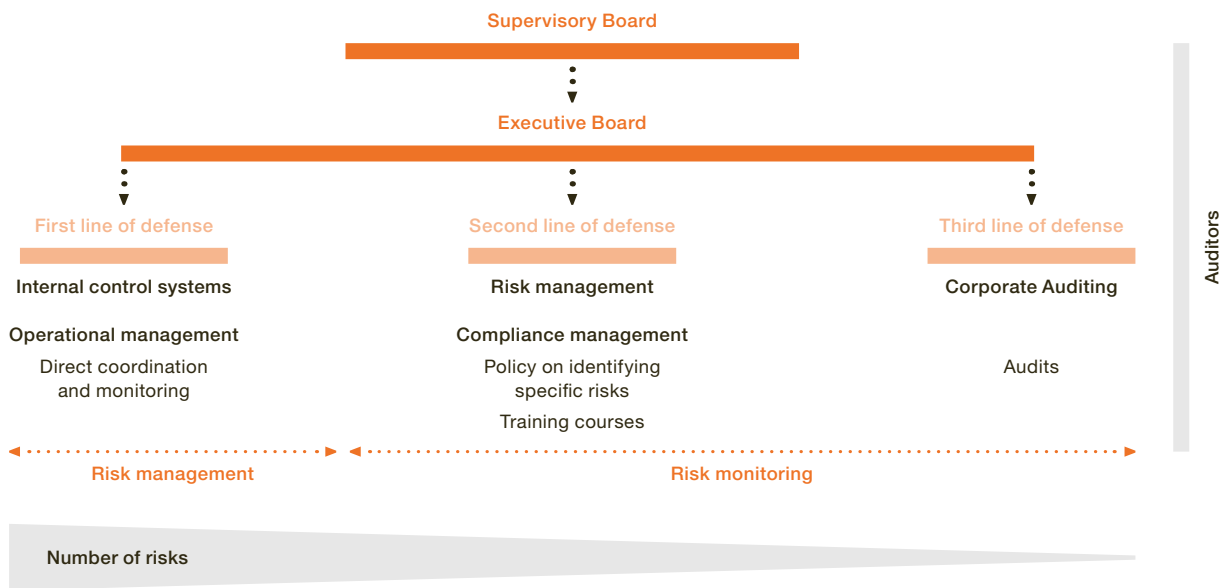 Supervisory Board
Executive Board
First line of defense
Second line of defense
Third line of defense
Internal control systems
Risk management
Corporate Auditing
Operational management
Compliance management
Direct coordination
and monitoring
Policy on identifying
specific risks
Training courses
Audits
Risk management
Risk monitoring
Auditors
Number of risks